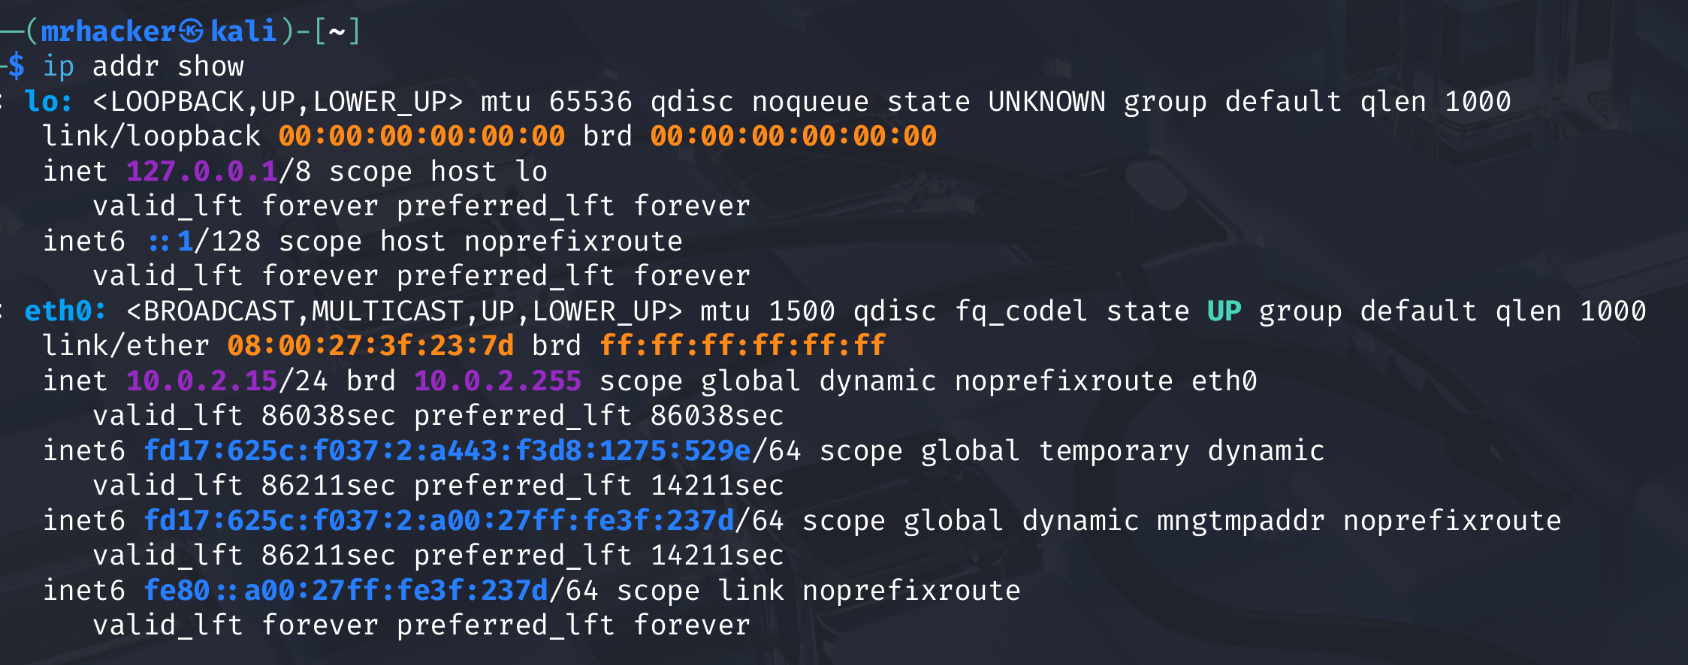 ──(mrhacker㉿kali)-[~]
─$ ip addr show
: lo: <LOOPBACK,UP,LOWER_UP> mtu 65536 qdisc noqueue state UNKNOWN group default qlen 1000
link/loopback 00:00:00:00:00:00 brd 00:00:00:00:00:00
inet 127.0.0.1/8 scope host lo
valid_lft forever preferred_lft forever
inet6 ::1/128 scope host noprefixroute
valid_lft forever preferred_lft forever
: eth0: <BROADCAST,MULTICAST,UP,LOWER_UP> mtu 1500 qdisc fq_codel state UP group default qlen 1000
link/ether 08:00:27:3f:23:7d brd ff:ff:ff:ff:ff:ff
inet 10.0.2.15/24 brd 10.0.2.255 scope global dynamic noprefixroute eth0
valid_lft 86038sec preferred_lft 86038sec
inet6 fd17:625c:f037:2:a443:f3d8:1275:529e/64 scope global temporary dynamic
valid_lft 86211sec preferred_lft 14211sec
inet6 fd17:625c:f037:2:a00:27ff:fe3f:237d/64 scope global dynamic mngtmpaddr noprefixroute
valid_lft 86211sec preferred_lft 14211sec
inet6 fe80::a00:27ff:fe3f:237d/64 scope link noprefixroute
valid_lft forever preferred_lft forever